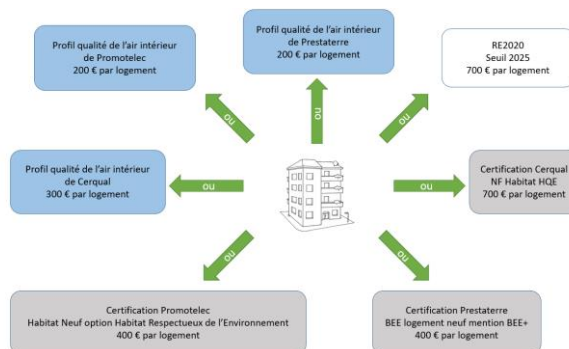 Profil qualité de l'air intérieur
de Promotelec
200 € par logement
Profil qualité de l'air intérieur
de Prestaterre
200 € par logement
RE2020
Seuil 2025
700 € par logement
ou
ou
ou
Profil qualité de l'air intérieur
de Cerqual
300 € par logement
ou
ou
Certification Cerqual
NF Habitat HQE
700 € par logement
ou
ou
Certification Promotelec
Habitat Neuf option Habitat Respectueux de l'Environnement
400 € par logement
Certification Prestaterre
BEE logement neuf mention BEE+
400 € par logement